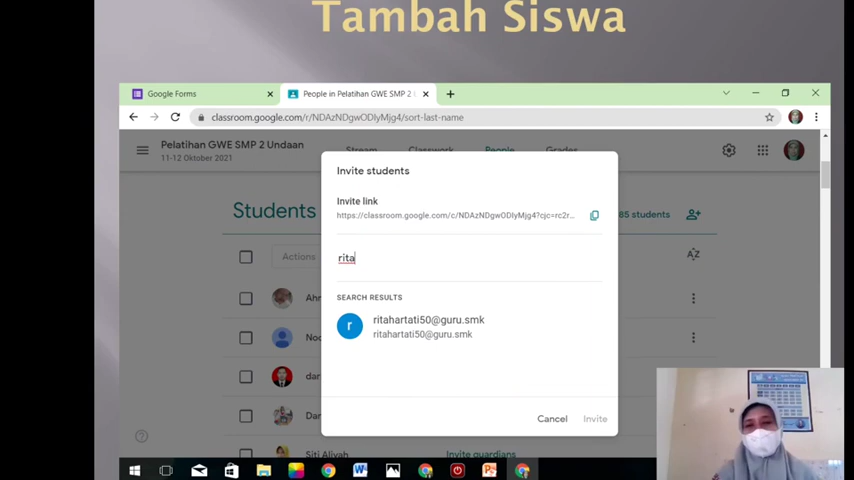 Tambah Siswa
Google Forms
People in Pelatihan GWE SMP 2
classroom.google.com/r/NDAzNDgwODIyMjg4/sort-last-name
Pelatihan GWE SMP 2 Undaan
11-12 Oktober 2021
Stream Classwork People Grades
Invite students
Invite link
https://classroom.google.com/c/NDAzNDgwODIyMjg4?cjc=rc2r...
Students
85 students
rita
Actions
SEARCH RESULTS
ritahartati50@guru.smk
ritahartati50@guru.smk
Noo
dar
Dar
Cancel Invite
Siti Aliyah
Invite guardians